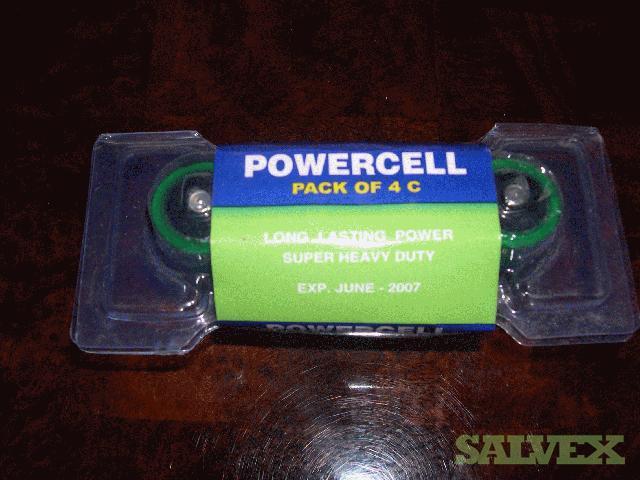 POWERCELL
PACK OF 4 C
LONG LASTING POWER
SUPER HEAVY DUTY
EXP. JUNE - 2007
POWERCELL
SALVEX